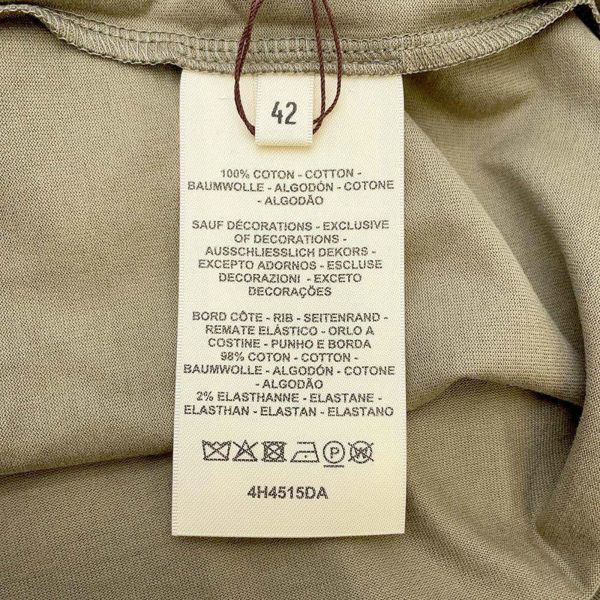 42
100% COTON - COTTON -
BAUMWOLLE - ALGODÓN - COTONE
- ALGODÃO
SAUF DÉCORATIONS - EXCLUSIVE
OF DECORATIONS -
AUSSCHLIESSLICH DEKORS -
EXCEPTO ADORNOS - ESCLUSE
DECORAZIONI - EXCETO
DECORAÇÕES
BORD CÔTE - RIB - SEITENRAND -
REMATE ELÁSTICO - ORLO A
COSTINE - PUNHO E BORDA
98% COTON - COTTON -
BAUMWOLLE - ALGODÓN - COTONE
- ALGODÃO
2% ELASTHANNE - ELASTANE -
ELASTHAN - ELASTAN - ELASTANO
P W
4H4515DA